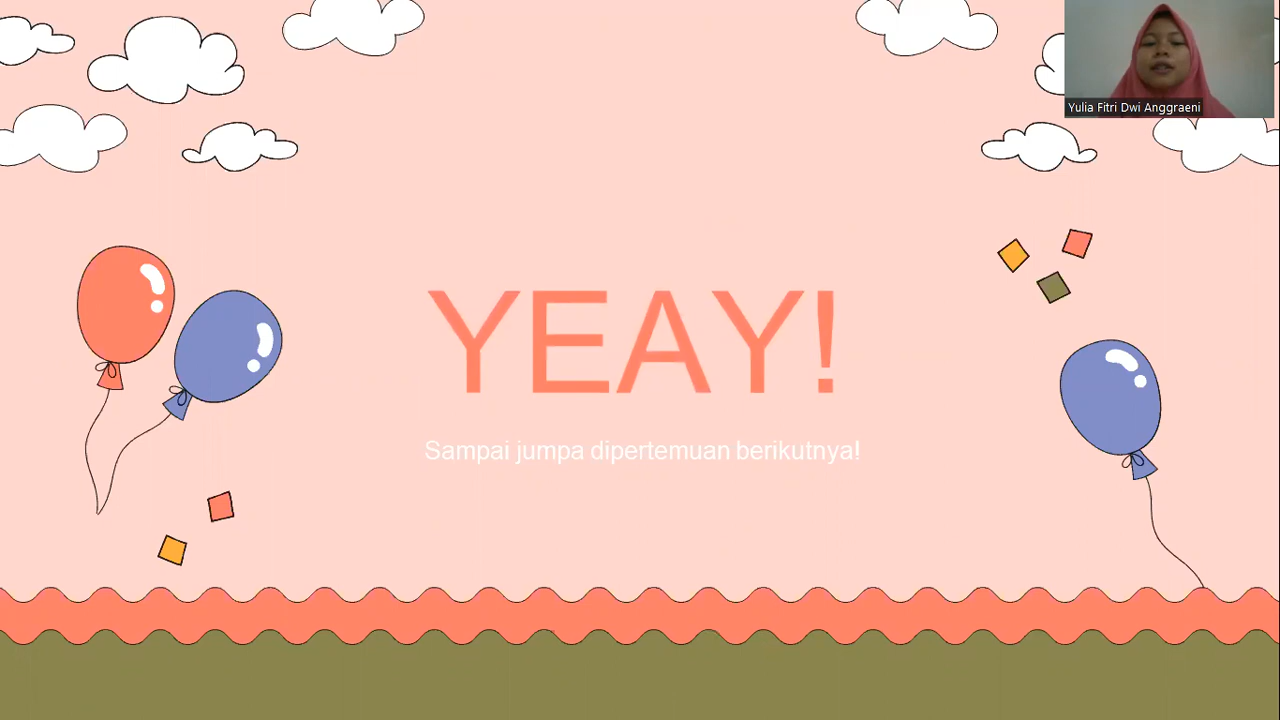 Yulia Fitri Dwi Anggraeni
YEAY!
Sampai jumpa dipertemuan berikutnya!